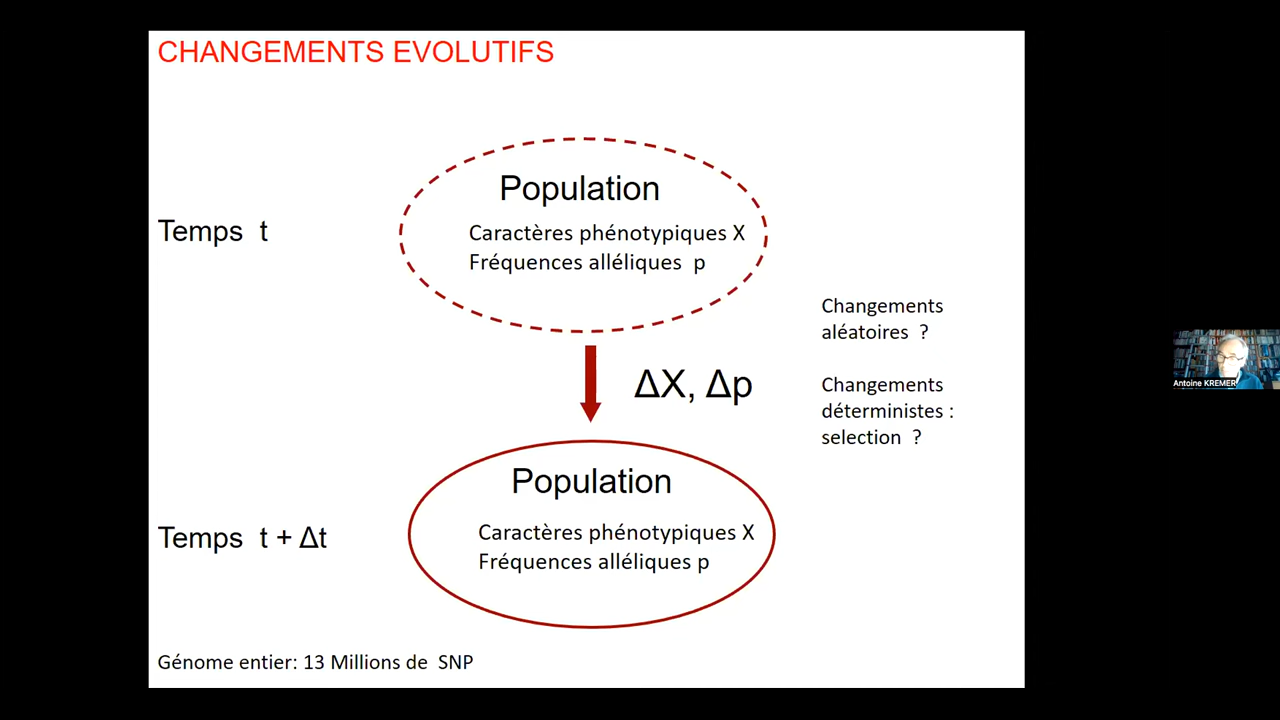 CHANGEMENTS EVOLUTIFS
Population
Temps t
Caractères phénotypiques X
Fréquences alléliques p
Changements
aléatoires ?
ΔX, Δp
Changements
déterministes :
selection ?
Population
Temps t + Δt
Caractères phénotypiques X
Fréquences alléliques p
Génome entier: 13 Millions de SNP
Antoine KREMER